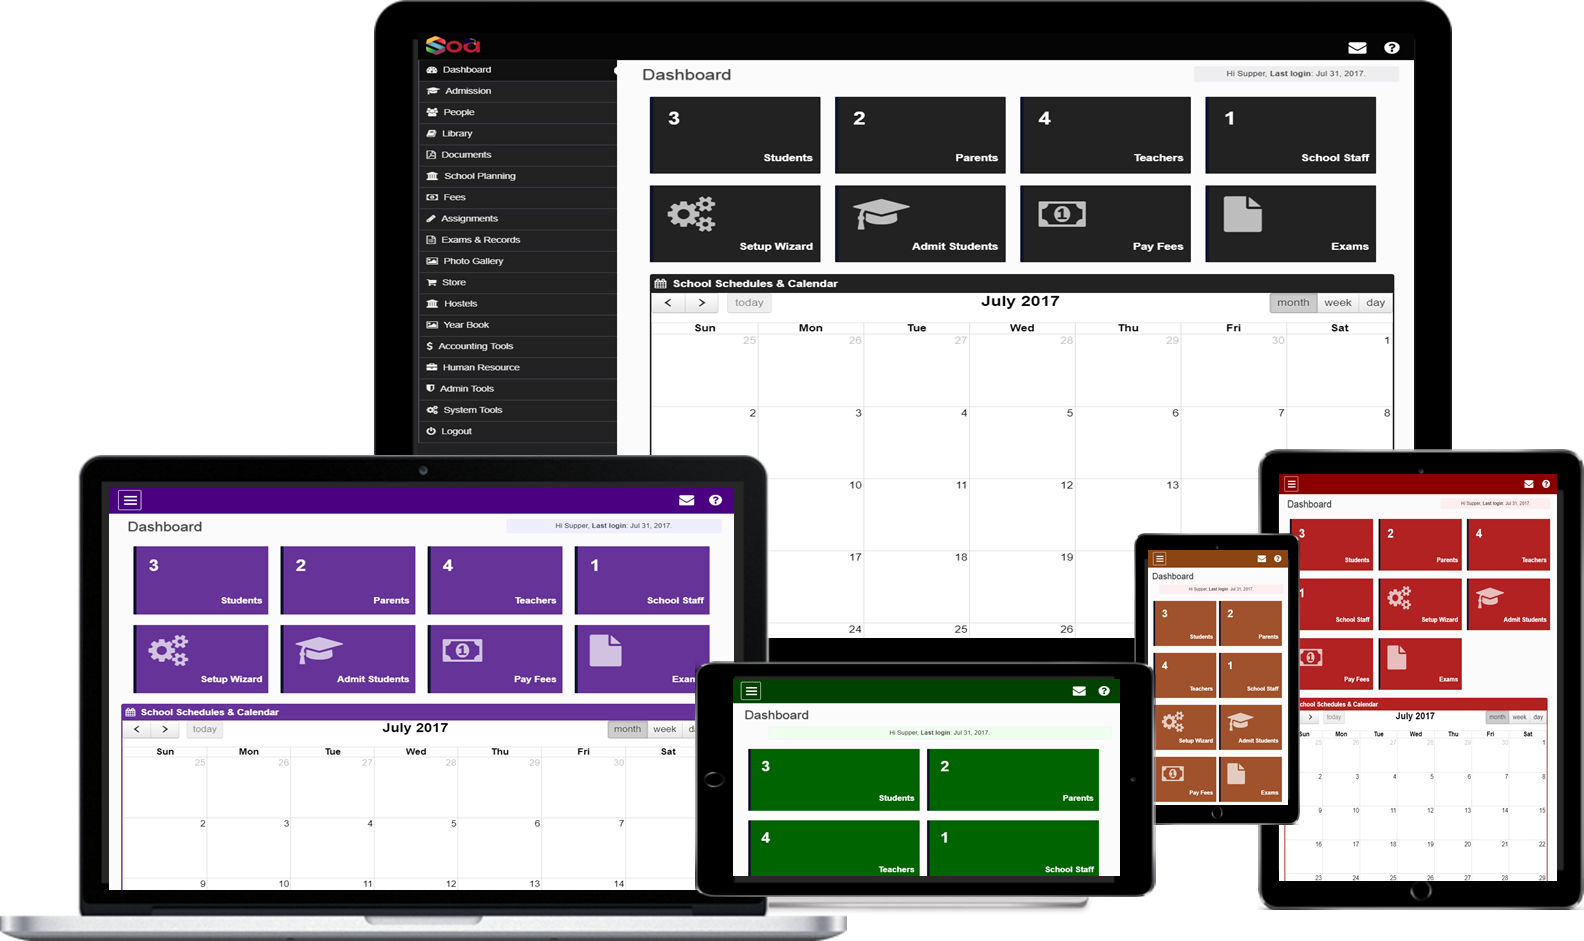 Soa
Dashboard
Admission
People
Library
Documents
School Planning
Fees
Assignments
Exams & Records
Photo Gallery
Store
Hostels
Year Book
Accounting Tools
Human Resource
Admin Tools
System Tools
Logout
Dashboard
Hi Supper, Last login: Jul 31, 2017.
3 2 4 1
Students Parents Teachers School Staff
Setup Wizard Admit Students Pay Fees Exams
School Schedules & Calendar
today July 2017 month week day
Sun Mon Tue Wed Thu Fri Sat
25 26 27 28 29 30 1
2 3 4 5 6 7 8
10 11 12 13
17 18 19
24 25 26
Dashboard
Hi Supper, Last login: Jul 31, 2017.
3 2 4 1
Students Parents Teachers School Staff
Setup Wizard Admit Students Pay Fees Exam
School Schedules & Calendar
today July 2017 month week d
Sun Mon Tue Wed Thu Fri Sat
25 26 27 28 29 30
2 3 4 5 6 7
9 10 11 12 13 14
Dashboard
Hi Supper, Last login: Jul 31, 2017.
3 2
Students Parents
4 1
Teachers School Staff
Dashboard
Hi Supper, Last login: Jul 31, 2017.
3 2
Students Parents
4 1
Teachers School Staff
Setup Wizard Admit Students
Pay Fees Exams
Dashboard
Hi Supper, Last login: Jul 31, 2017.
3 2 4
Students Parents Teachers
1
School Staff Setup Wizard Admit Students
Pay Fees Exams
chool Schedules & Calendar
today July 2017 month week day
Sun Mon Tue Wed Thu Fri Sat
25 26 27 28 29 30 1
2 3 4 5 6 7 8
9 10 11 12 13 14 15
16 17 18 19 20 21 22
23 24 25 26 27 28 29